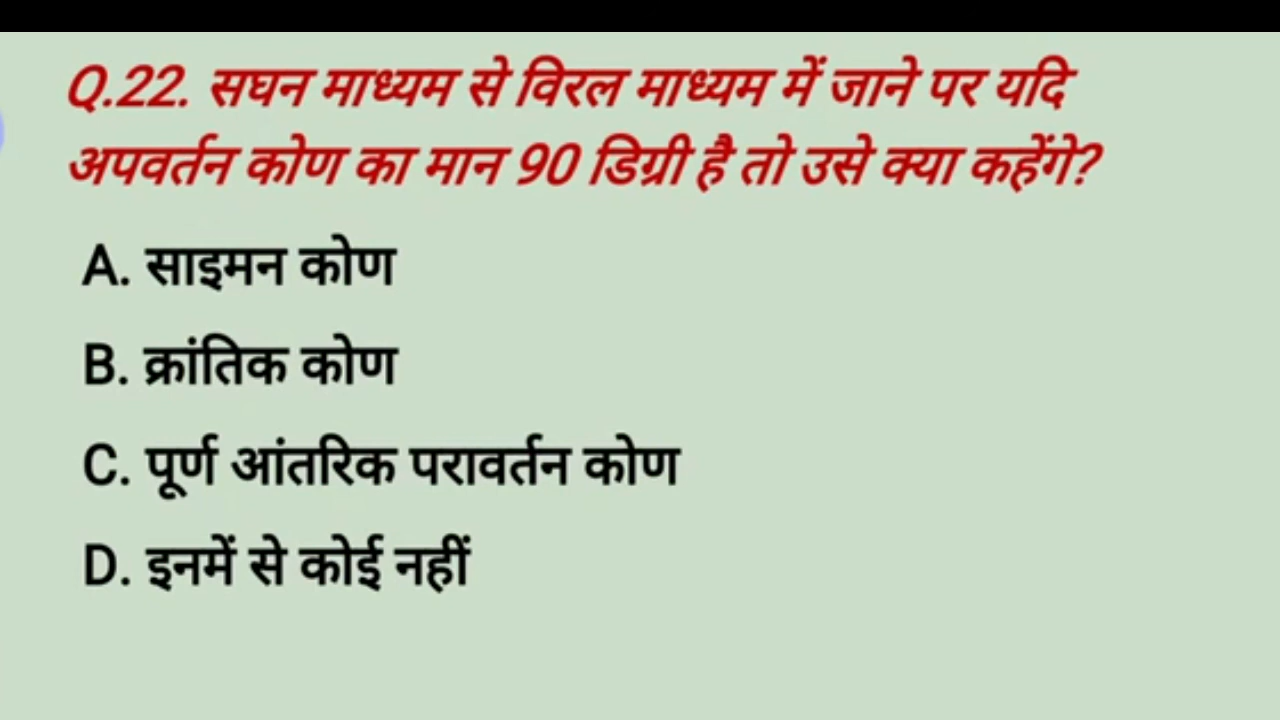 Q.22. सघन माध्यम से विरल माध्यम में जाने पर यदि
अपवर्तन कोण का मान 90 डिग्री है तो उसे क्या कहेंगे?
A. साइमन कोण
B. क्रांतिक कोण
C. पूर्ण आंतरिक परावर्तन कोण
D. इनमें से कोई नहीं